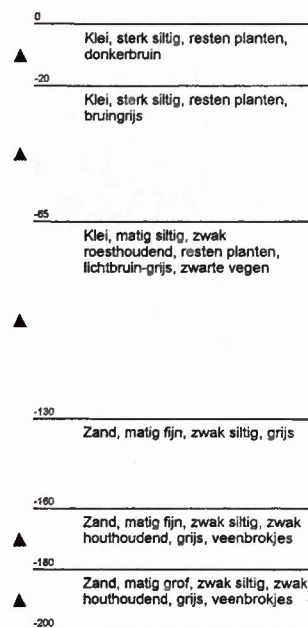 0
Klei, sterk siltig, resten planten,
donkerbruin
-20
Klei, sterk siltig, resten planten,
bruingrijs
-65
Klei, matig siltig, zwak
roesthoudend, resten planten,
lichtbruin-grijs, zwarte vegen
-130
Zand, matig fijn, zwak siltig, grijs
-160
Zand, matig fijn, zwak siltig, zwak
houthoudend, grijs, veenbrokjes
-180
Zand, matig grof, zwak siltig, zwak
houthoudend, grijs, veenbrokjes
-200